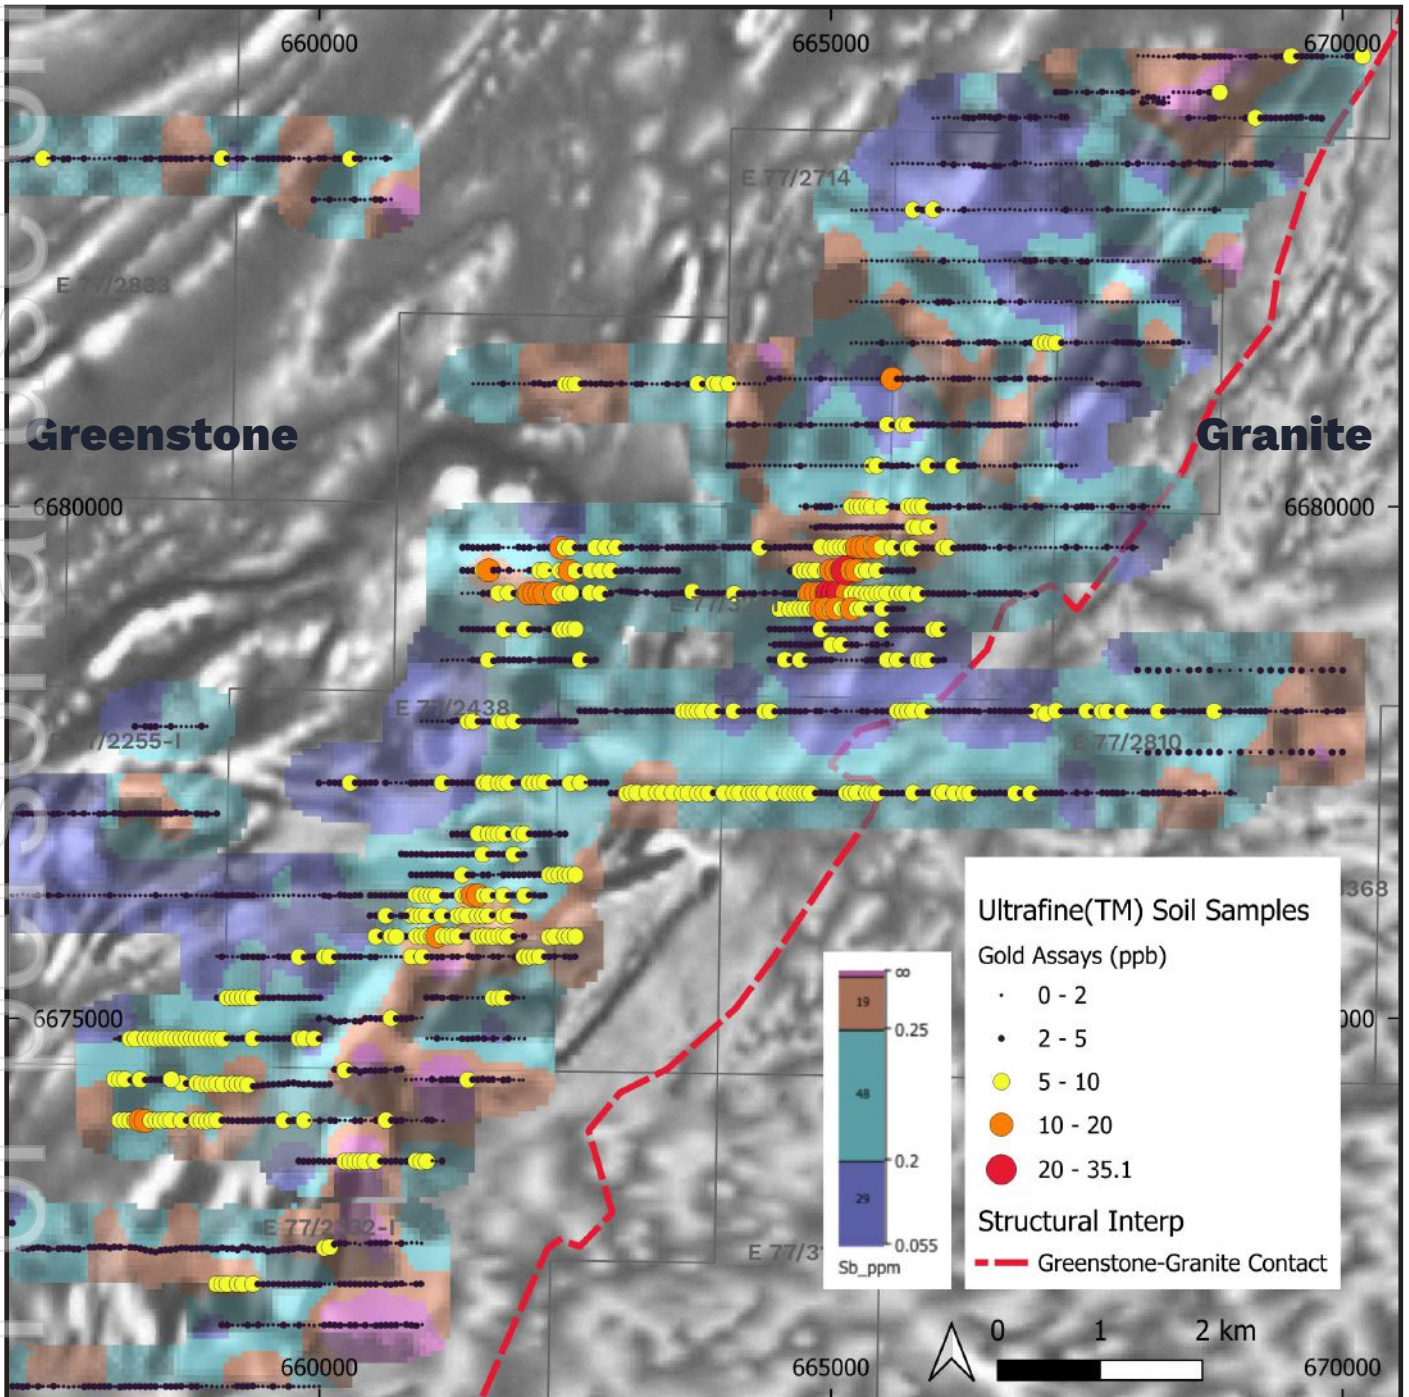 660000
665000
670000
E 77/2714
E 77/2833
Greenstone
Granite
6680000
6680000
E 77/2438
E 77/2810
Ultrafine(TM) Soil Samples
Gold Assays (ppb)
0 - 2
2 - 5
5 - 10
10 - 20
20 - 35.1
Structural Interp
Greenstone-Granite Contact
∞
19
0.25
48
0.2
29
0.055
Sb_ppm
6675000
0
1
2 km
660000
665000
670000